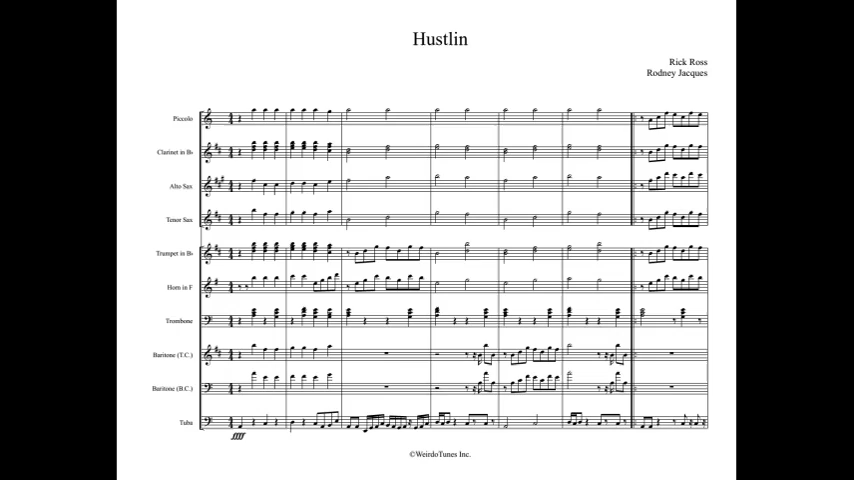 Hustlin
Rick Ross
Rodney Jacques
Piccolo
Clarinet in B♭
Alto Sax
Tenor Sax
Trumpet in B♭
Horn in F
Trombone
Baritone (T.C.)
Baritone (B.C.)
Tuba
ffff
©WeirdoTunes Inc.